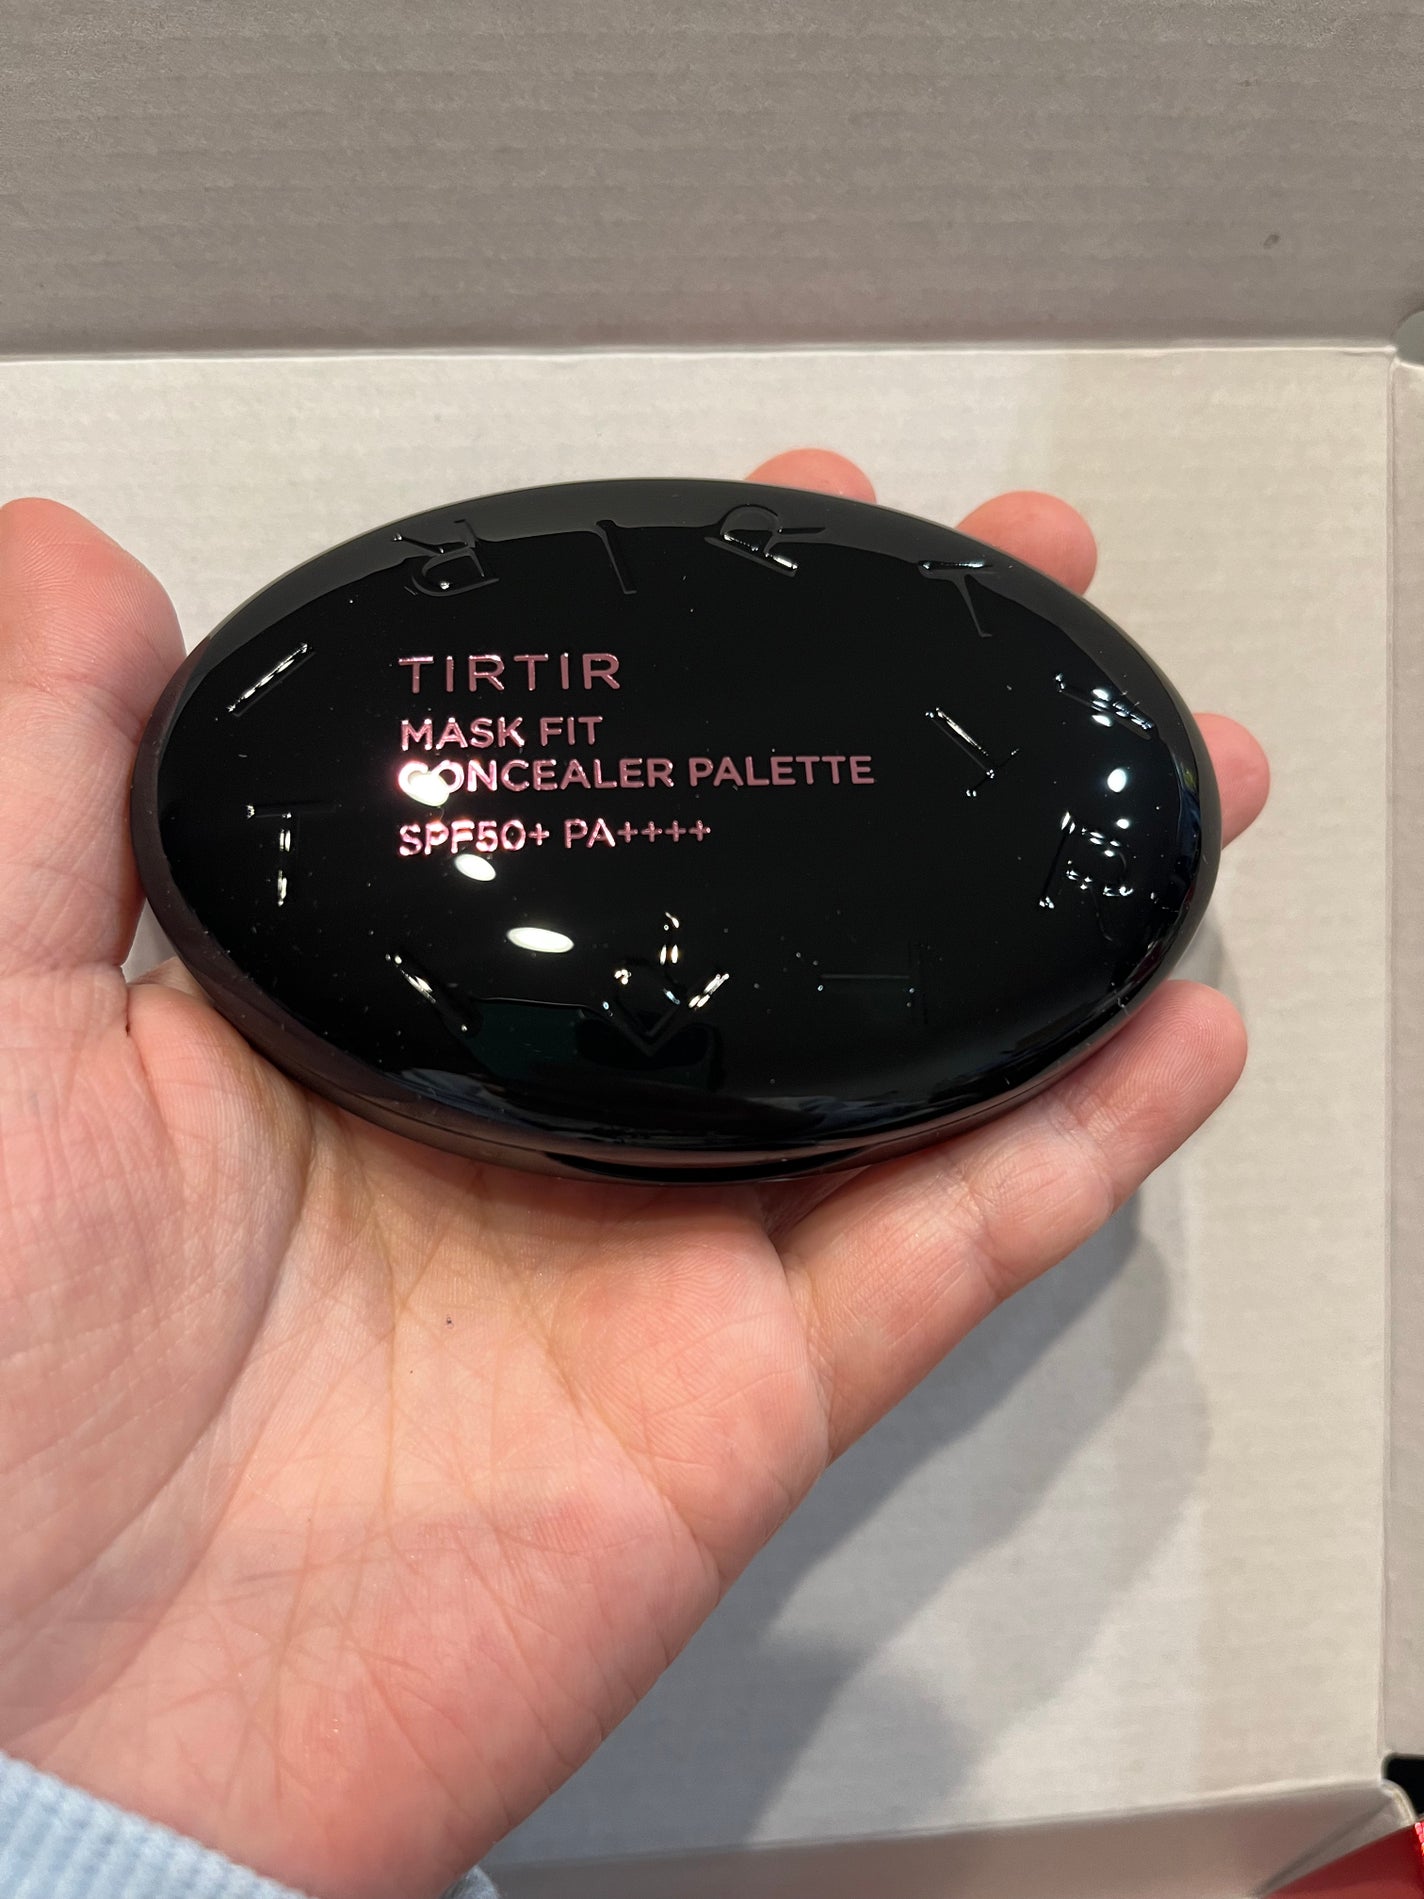 TIRTIR
MASK FIT
CONCEALER PALETTE
SPF50+ PA++++